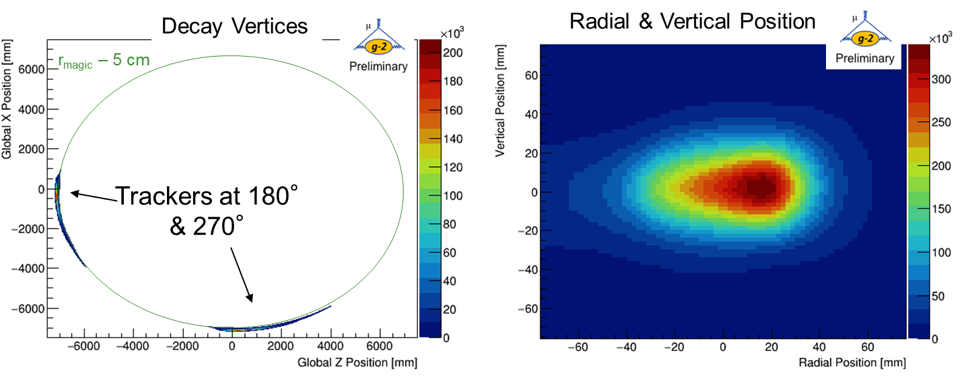 Decay Vertices
μ
g-2
Preliminary
×10³
r magic – 5 cm
Global X Position [mm]
6000
4000
2000
0
−2000
−4000
−6000
Trackers at 180°
& 270°
−6000 −4000 −2000 0 2000 4000 6000
Global Z Position [mm]
200
180
160
140
120
100
80
60
40
20
0
Radial & Vertical Position
μ
g-2
Preliminary
×10³
Vertical Position [mm]
60
40
20
0
−20
−40
−60
−60 −40 −20 0 20 40 60
Radial Position [mm]
300
250
200
150
100
50
0